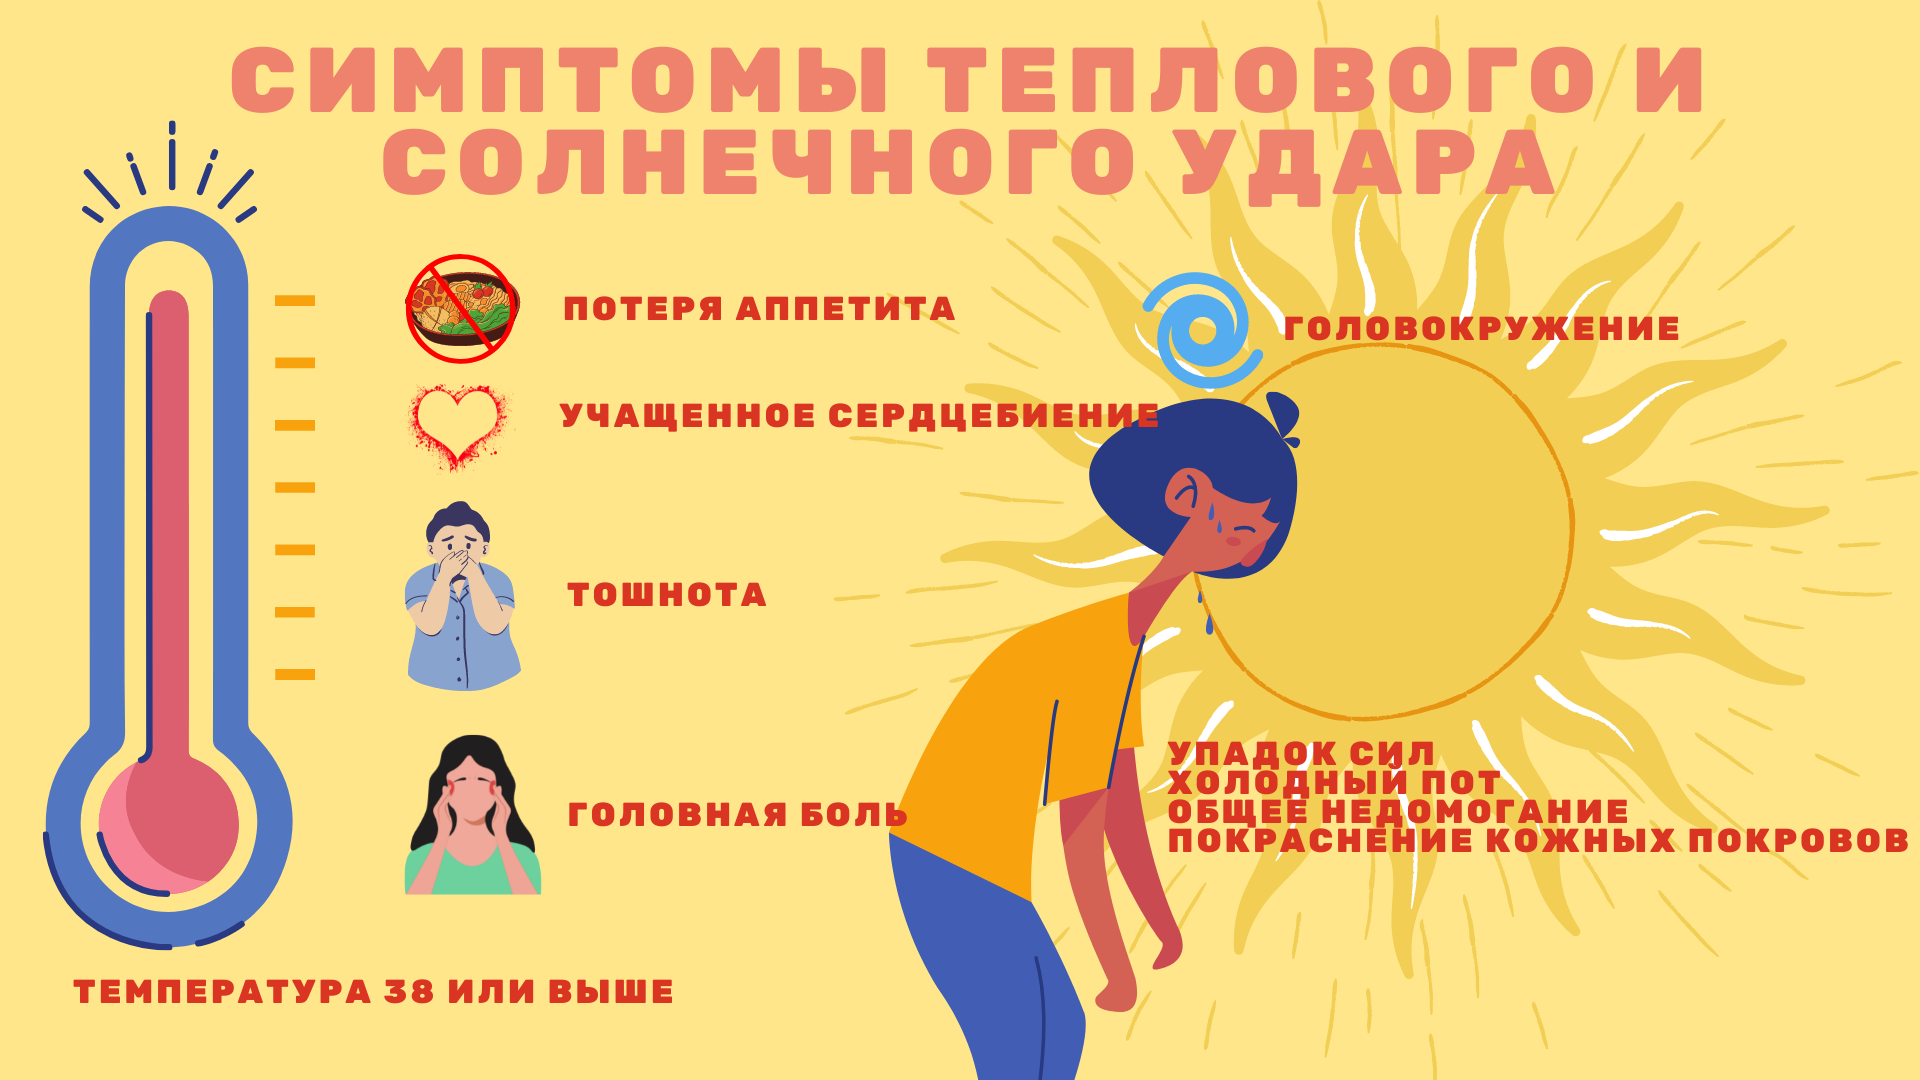 СИМПТОМЫ ТЕПЛОВОГО И
СОЛНЕЧНОГО УДАРА
ПОТЕРЯ АППЕТИТА
ГОЛОВОКРУЖЕНИЕ
УЧАЩЕННОЕ СЕРДЦЕБИЕНИЕ
ТОШНОТА
ГОЛОВНАЯ БОЛЬ
УПАДОК СИЛ
ХОЛОДНЫЙ ПОТ
ОБЩЕЕ НЕДОМОГАНИЕ
ПОКРАСНЕНИЕ КОЖНЫХ ПОКРОВОВ
ТЕМПЕРАТУРА 38 ИЛИ ВЫШЕ